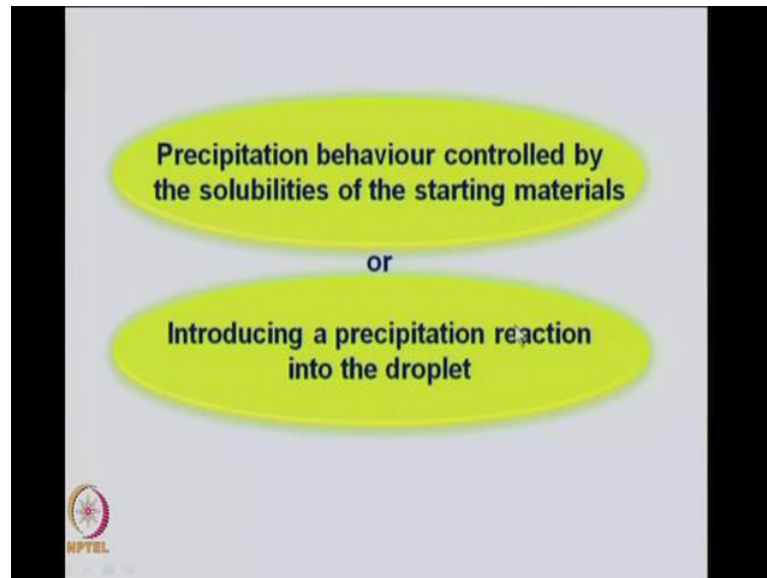 Precipitation behaviour controlled by
the solubilities of the starting materials
or
Introducing a precipitation reaction
into the droplet
NPTEL